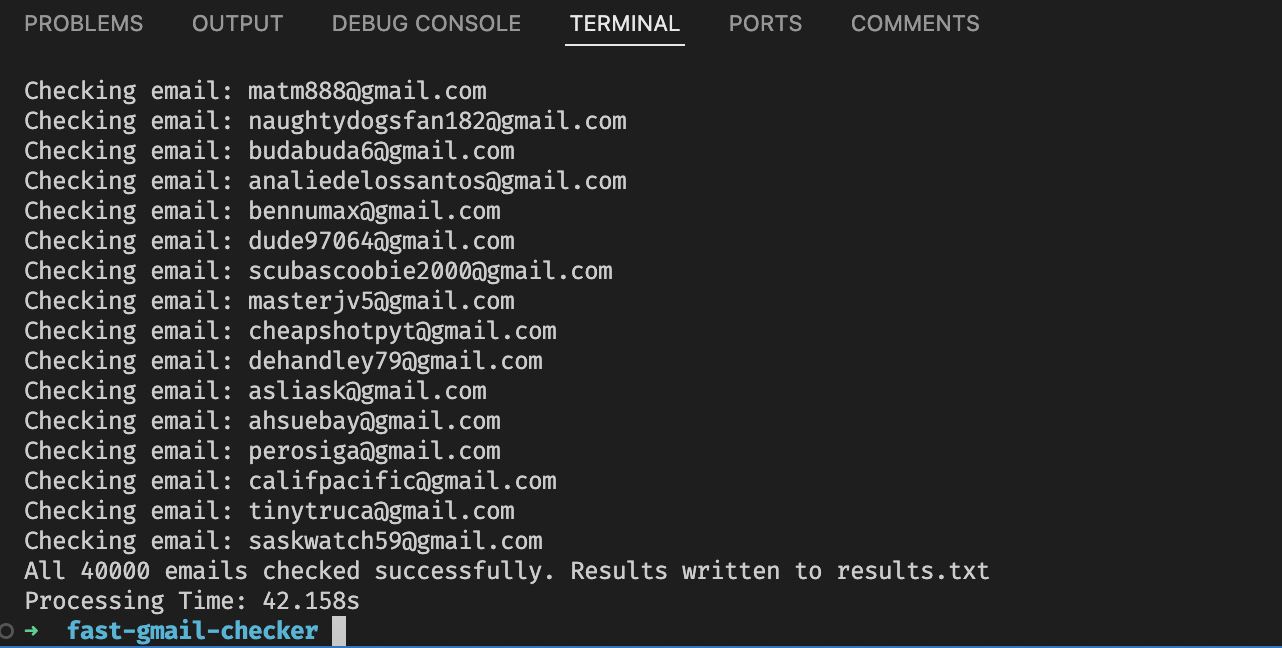 PROBLEMS OUTPUT DEBUG CONSOLE TERMINAL PORTS COMMENTS
Checking email: matm888@gmail.com
Checking email: naughtydogsfan182@gmail.com
Checking email: budabuda6@gmail.com
Checking email: analiedelossantos@gmail.com
Checking email: bennumax@gmail.com
Checking email: dude97064@gmail.com
Checking email: scubascoobie2000@gmail.com
Checking email: masterjv5@gmail.com
Checking email: cheapshotpyt@gmail.com
Checking email: dehandley79@gmail.com
Checking email: asliask@gmail.com
Checking email: ahsuebay@gmail.com
Checking email: perosiga@gmail.com
Checking email: califpacific@gmail.com
Checking email: tinytruca@gmail.com
Checking email: saskwatch59@gmail.com
All 40000 emails checked successfully. Results written to results.txt
Processing Time: 42.158s
→ fast-gmail-checker